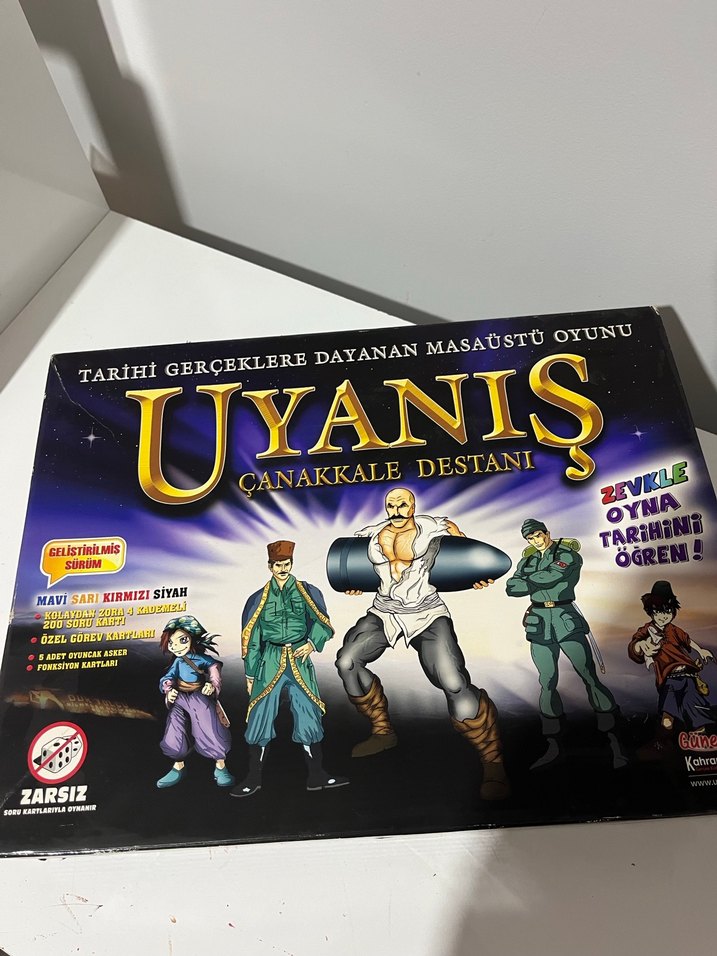 TARİHİ GERÇEKLERE DAYANAN MASAÜSTÜ OYUNU
UYANIŞ
ÇANAKKALE DESTANI
ZEVKLE
OYNA
TARİHİNİ
ÖĞREN!
GELİŞTİRİLMİŞ
SÜRÜM
MAVİ SARI KIRMIZI SİYAH
• KOLAYDAN ZORA 4 KADEMELİ
200 SORU KARTI
• ÖZEL GÖREV KARTLARI
• 5 ADET OYUNCAK ASKER
• FONKSİYON KARTLARI
ZARSIZ
SORU KARTLARIYLA OYNANIR